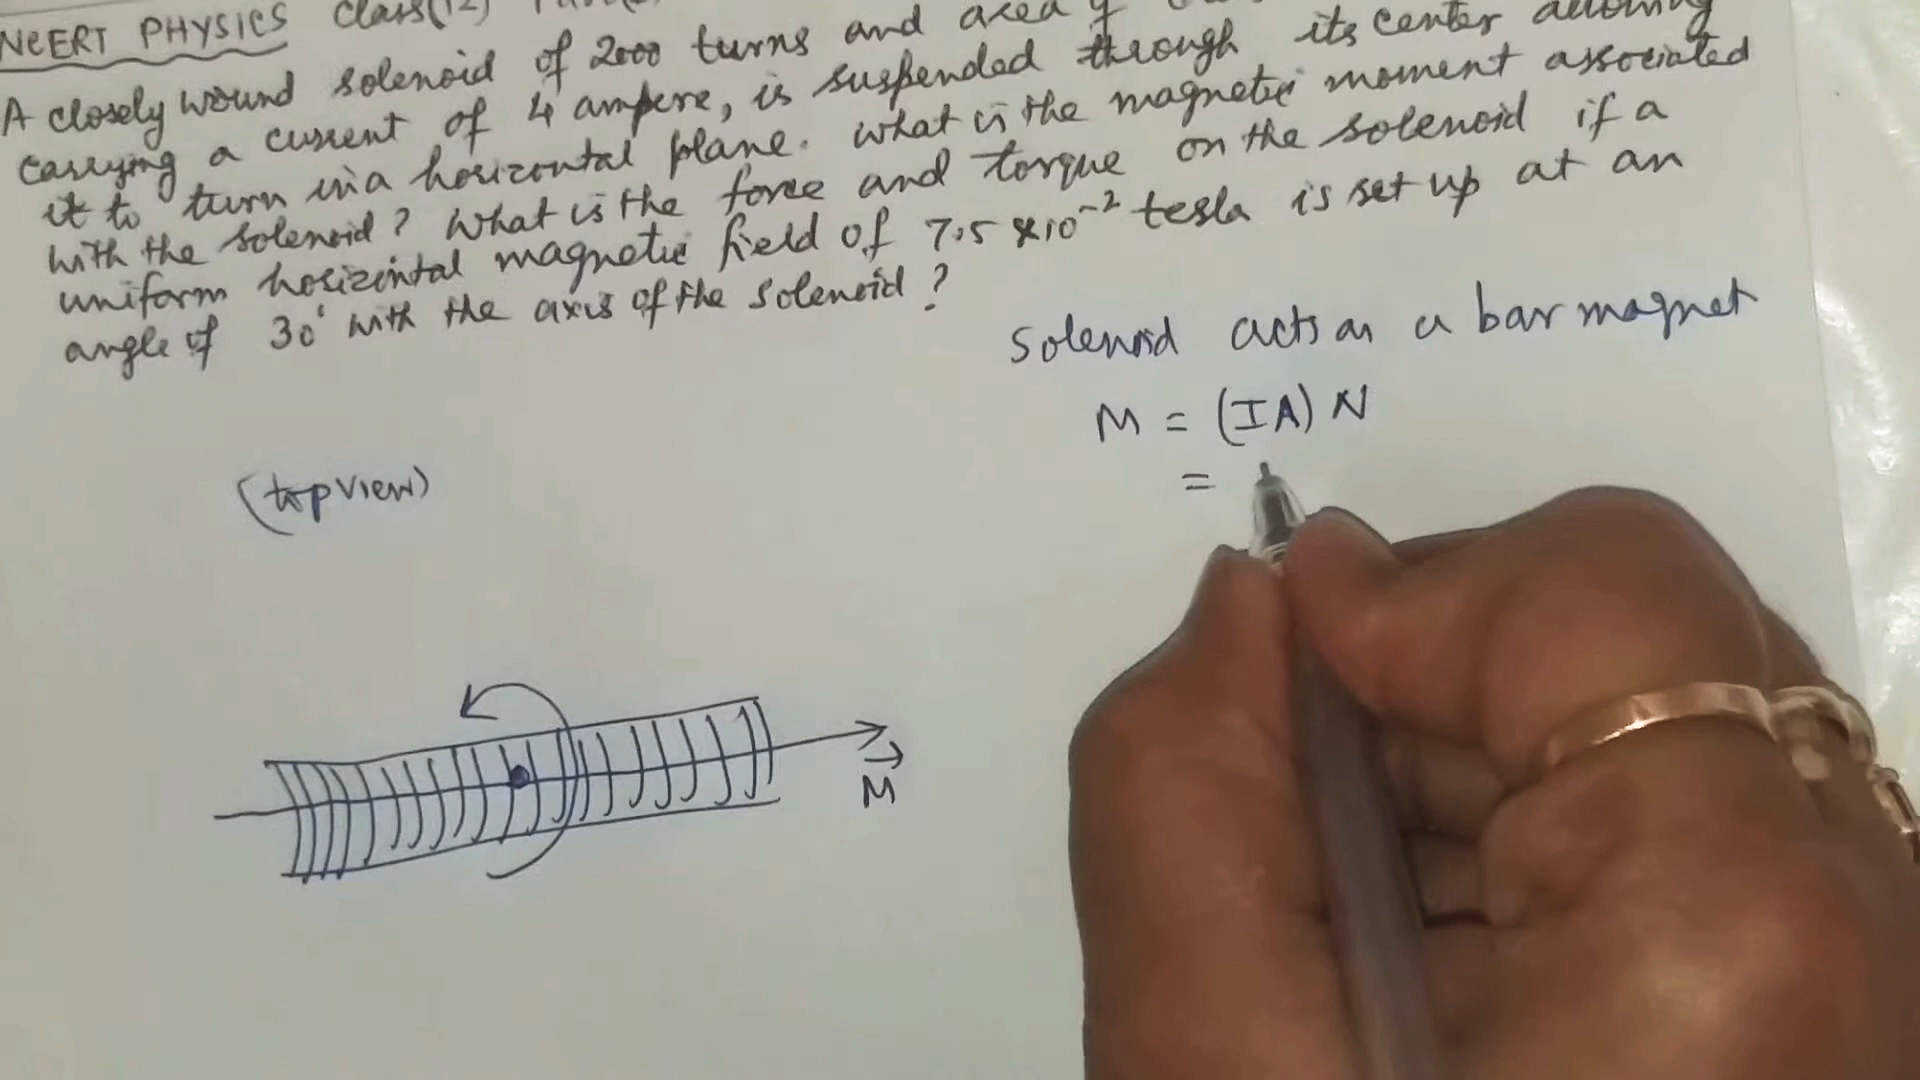 NCERT PHYSICS Class(12)
A closely wound solenoid of 2000 turns and area of
carrying a current of 4 ampere, is suspended through its center allowing
it to turn in a horizontal plane. What is the magnetic moment associated
with the solenoid? What is the force and torque on the solenoid if a
uniform horizintal magnetic field of 7.5 × 10⁻² tesla is set up at an
angle of 30° with the axis of the solenoid?
solenoid acts as a bar magnet
M = (IA) N
=
(top view)
M